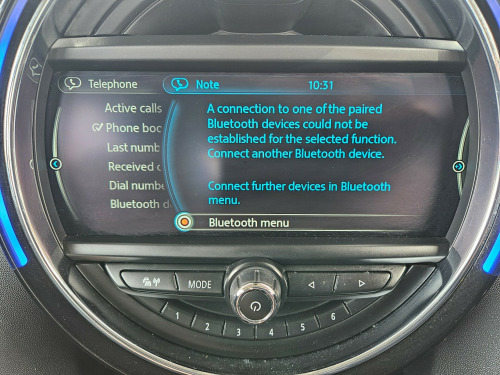 Telephone
Note 10:31
Active calls
Phone boo
Last numb
Received c
Dial numbe
Bluetooth d
A connection to one of the paired
Bluetooth devices could not be
established for the selected function.
Connect another Bluetooth device.
Connect further devices in Bluetooth
menu.
Bluetooth menu
MODE
1 2 3 4 5 6